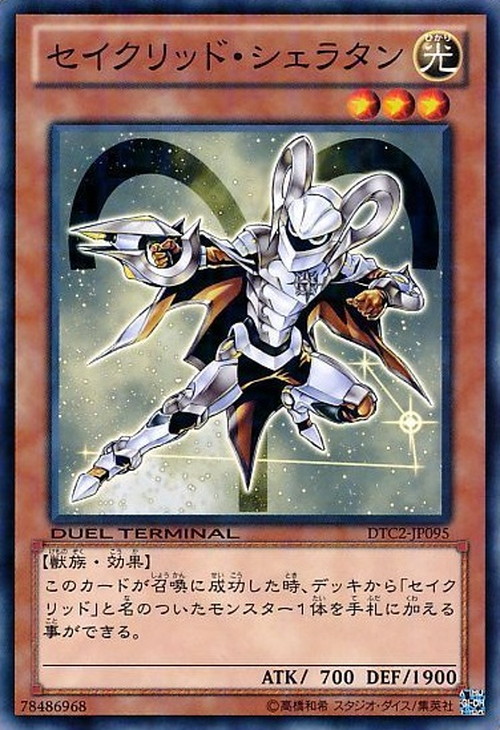 セイクリッド・シェラタン
光
DUEL TERMINAL
DTC2-JP095
【獣族・効果】
このカードが召喚に成功した時、デッキから「セイク
リッド」と名のついたモンスター1体を手札に加える
事ができる。
ATK/ 700 DEF/1900
78486968
©高橋和希 スタジオ・ダイス/集英社